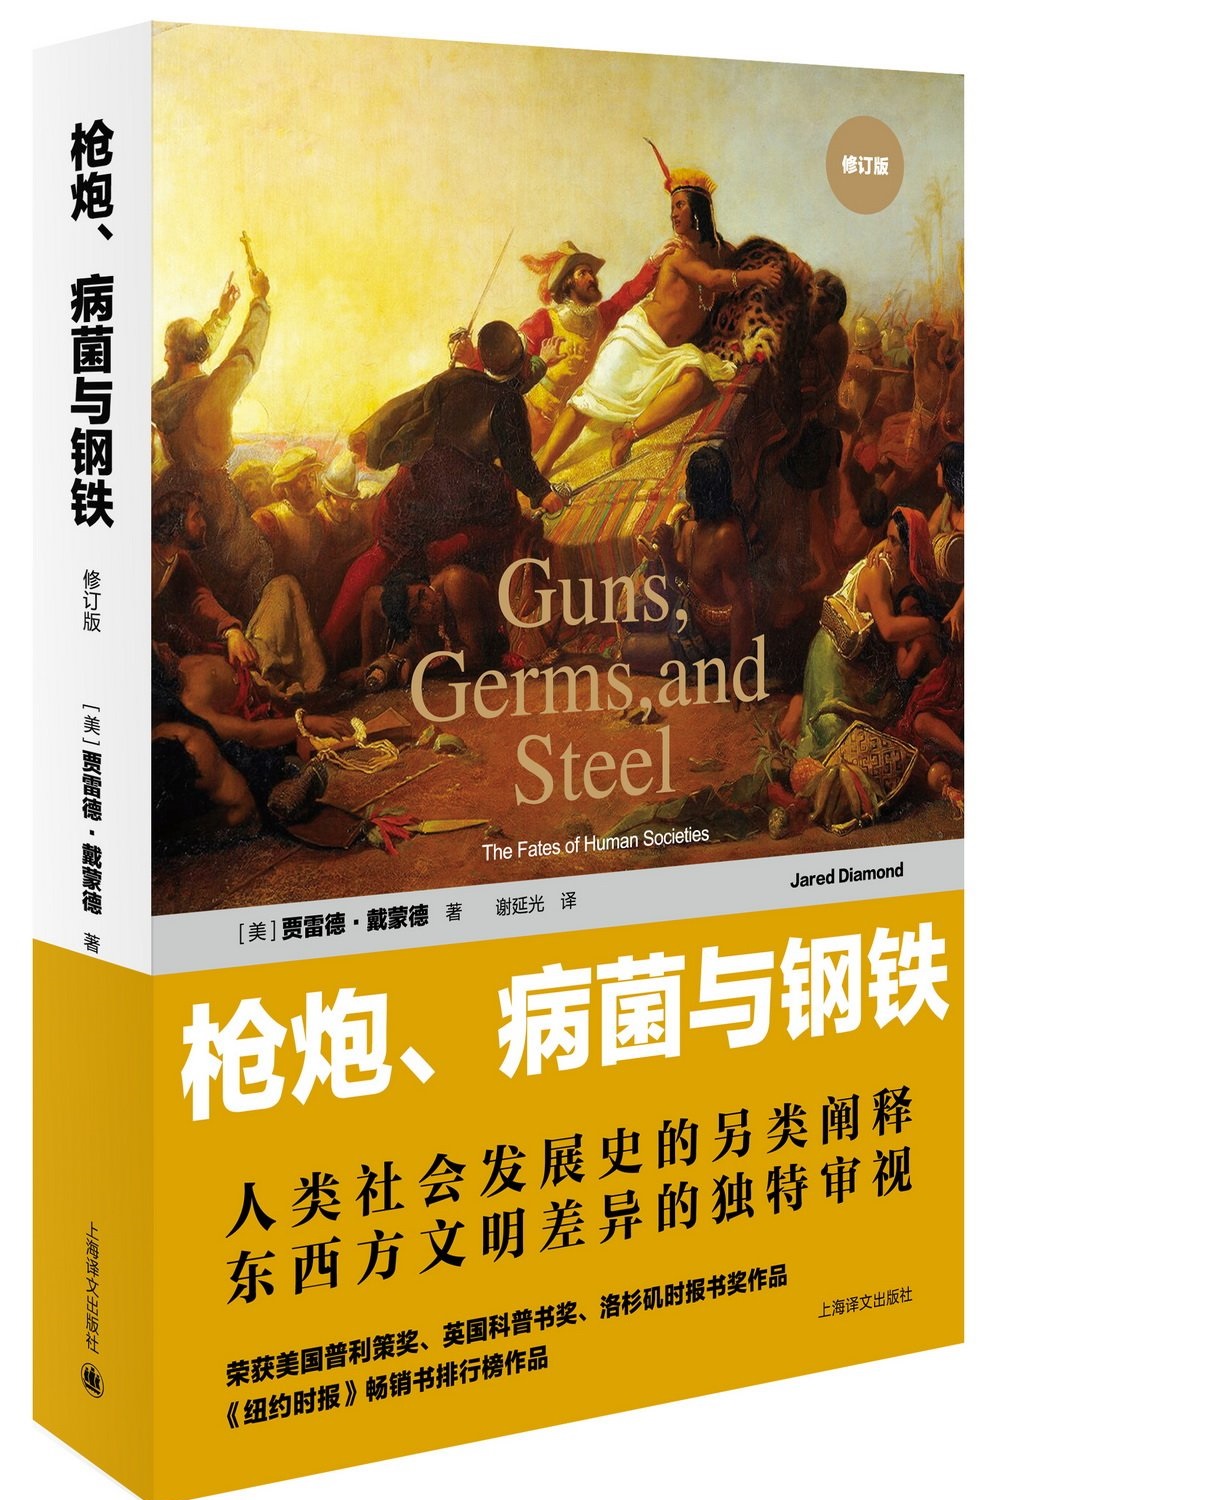 枪炮、病菌与钢铁
修订版
[美]贾雷德·戴蒙德 著
上海译文出版社
修订版
Guns,
Germs,and
Steel
The Fates of Human Societies
Jared Diamond
[美]贾雷德·戴蒙德 著 谢延光 译
枪炮、病菌与钢铁
人类社会发展史的另类阐释
东西方文明差异的独特审视
荣获美国普利策奖、英国科普书奖、洛杉矶时报书奖作品
《纽约时报》畅销书排行榜作品
上海译文出版社